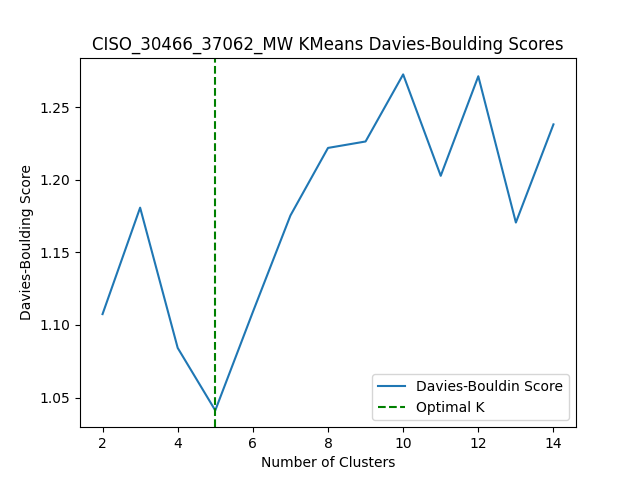 CISO_30466_37062_MW KMeans Davies-Boulding Scores
Davies-Boulding Score
1.25
1.20
1.15
1.10
1.05
Davies-Bouldin Score
Optimal K
2 4 6 8 10 12 14
Number of Clusters